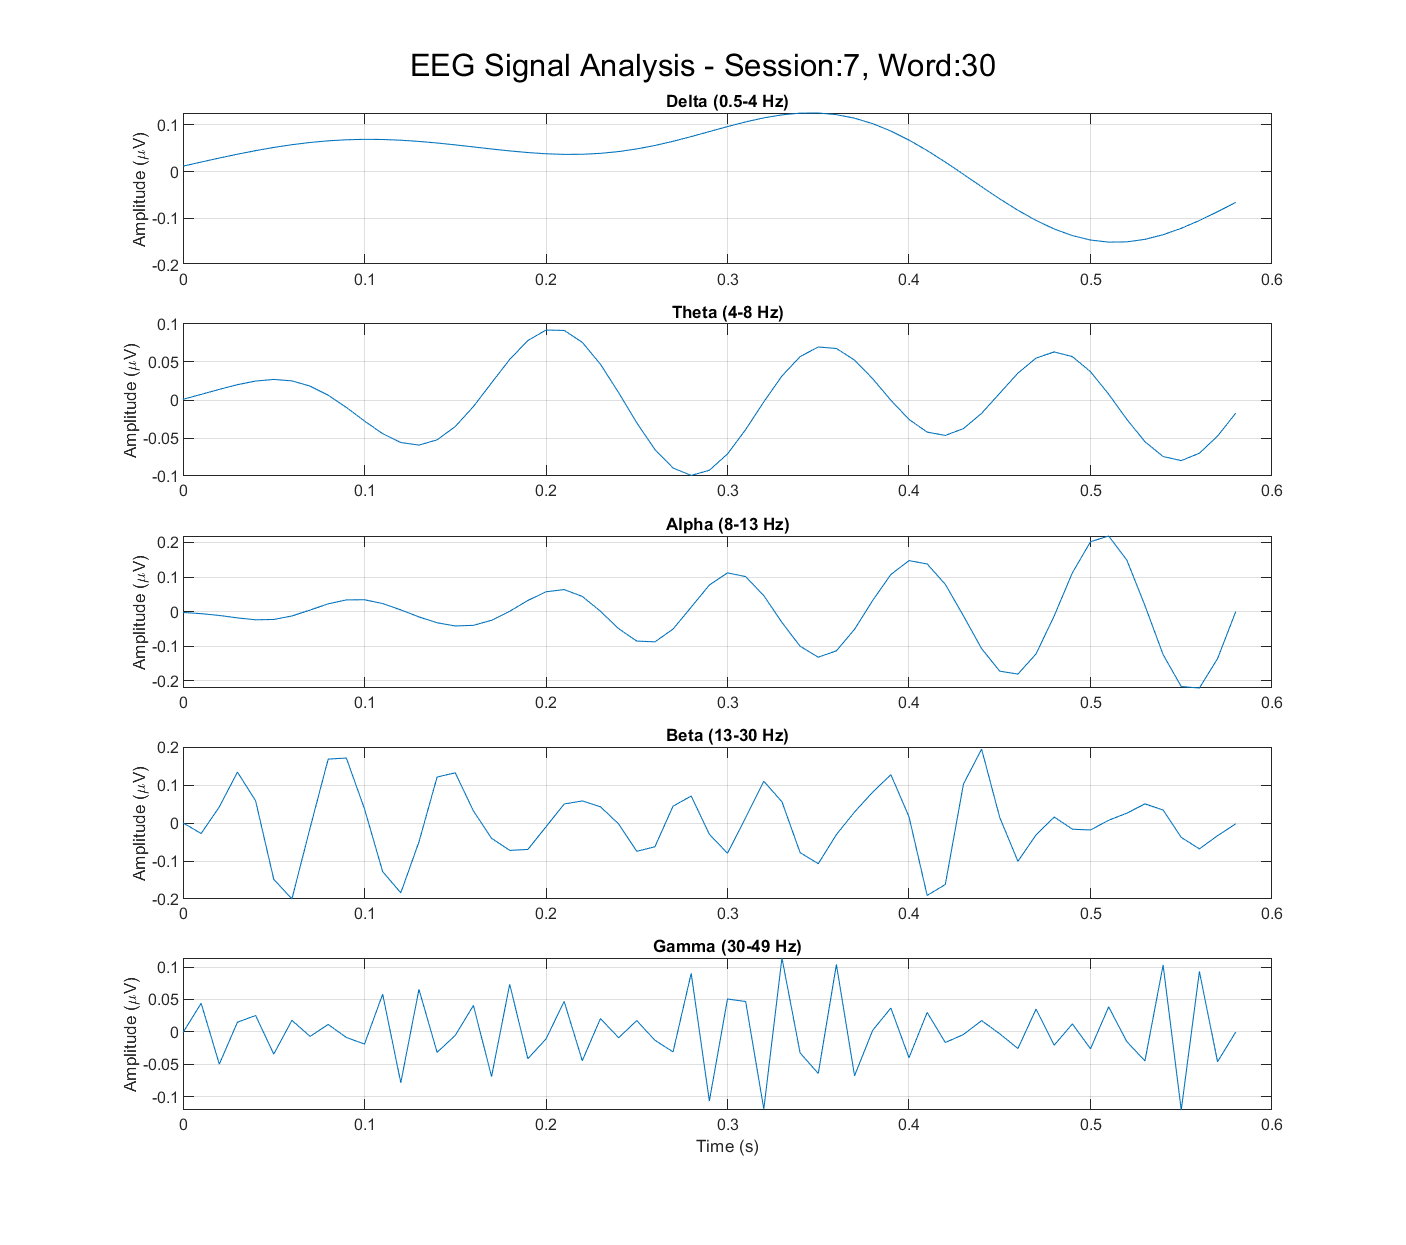 EEG Signal Analysis - Session:7, Word:30
Delta (0.5-4 Hz)
Amplitude (μV)
0.1
0
-0.1
-0.2
0 0.1 0.2 0.3 0.4 0.5 0.6
Theta (4-8 Hz)
Amplitude (μV)
0.1
0.05
0
-0.05
-0.1
0 0.1 0.2 0.3 0.4 0.5 0.6
Alpha (8-13 Hz)
Amplitude (μV)
0.2
0.1
0
-0.1
-0.2
0 0.1 0.2 0.3 0.4 0.5 0.6
Beta (13-30 Hz)
Amplitude (μV)
0.2
0.1
0
-0.1
-0.2
0 0.1 0.2 0.3 0.4 0.5 0.6
Gamma (30-49 Hz)
Amplitude (μV)
0.1
0.05
0
-0.05
-0.1
0 0.1 0.2 0.3 0.4 0.5 0.6
Time (s)